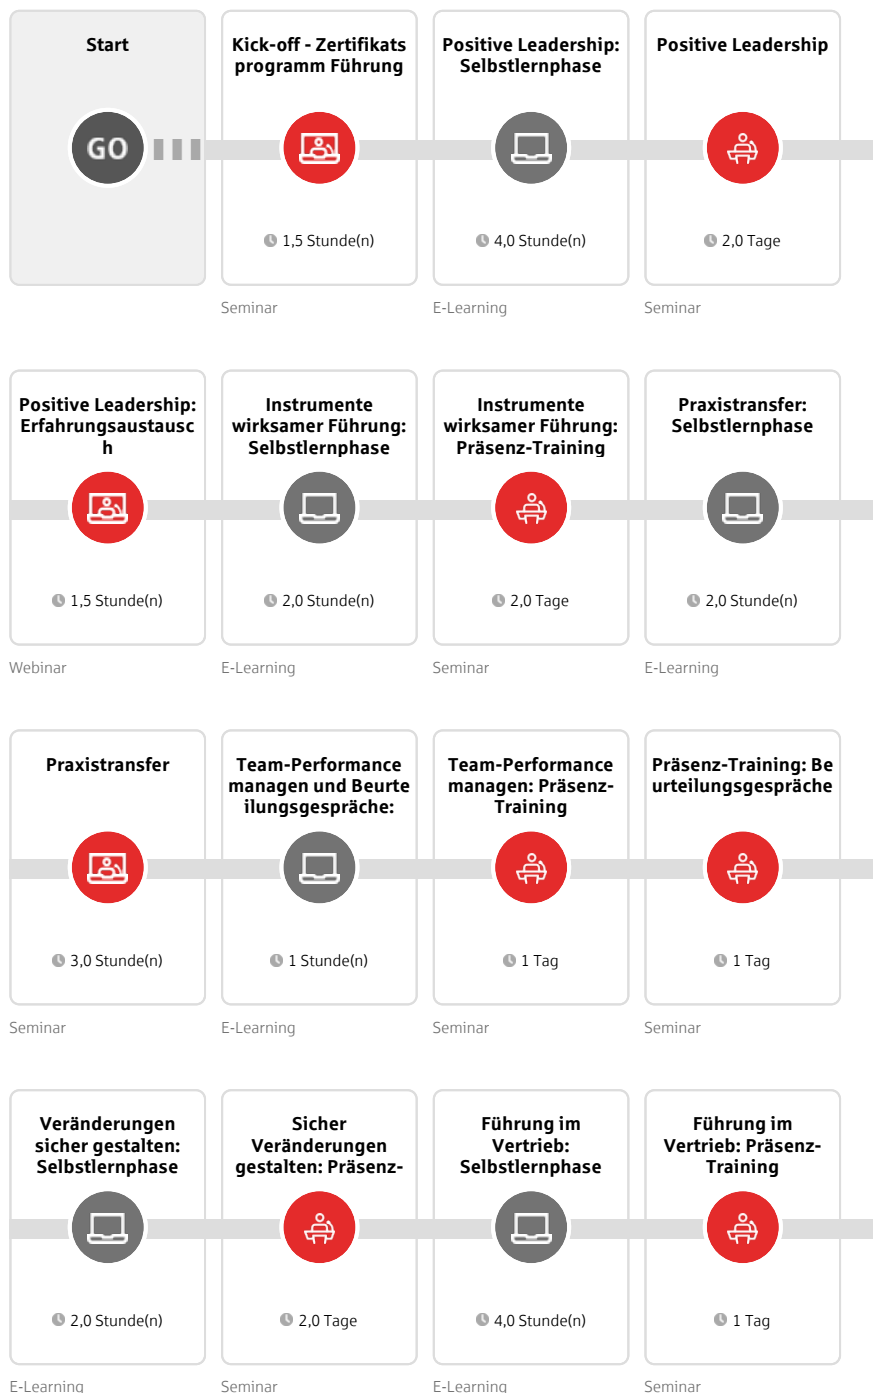 Start
GO
Kick-off - Zertifikats
programm Führung
1,5 Stunde(n)
Seminar
Positive Leadership:
Selbstlernphase
4,0 Stunde(n)
E-Learning
Positive Leadership
2,0 Tage
Seminar
Positive Leadership:
Erfahrungsaustausc
h
1,5 Stunde(n)
Webinar
Instrumente
wirksamer Führung:
Selbstlernphase
2,0 Stunde(n)
E-Learning
Instrumente
wirksamer Führung:
Präsenz-Training
2,0 Tage
Seminar
Praxistransfer:
Selbstlernphase
2,0 Stunde(n)
E-Learning
Praxistransfer
3,0 Stunde(n)
Seminar
Team-Performance
managen und Beurte
ilungsgespräche:
1 Stunde(n)
E-Learning
Team-Performance
managen: Präsenz-
Training
1 Tag
Seminar
Präsenz-Training: Be
urteilungsgespräche
1 Tag
Seminar
Veränderungen
sicher gestalten:
Selbstlernphase
2,0 Stunde(n)
E-Learning
Sicher
Veränderungen
gestalten: Präsenz-
2,0 Tage
Seminar
Führung im
Vertrieb:
Selbstlernphase
4,0 Stunde(n)
E-Learning
Führung im
Vertrieb: Präsenz-
Training
1 Tag
Seminar